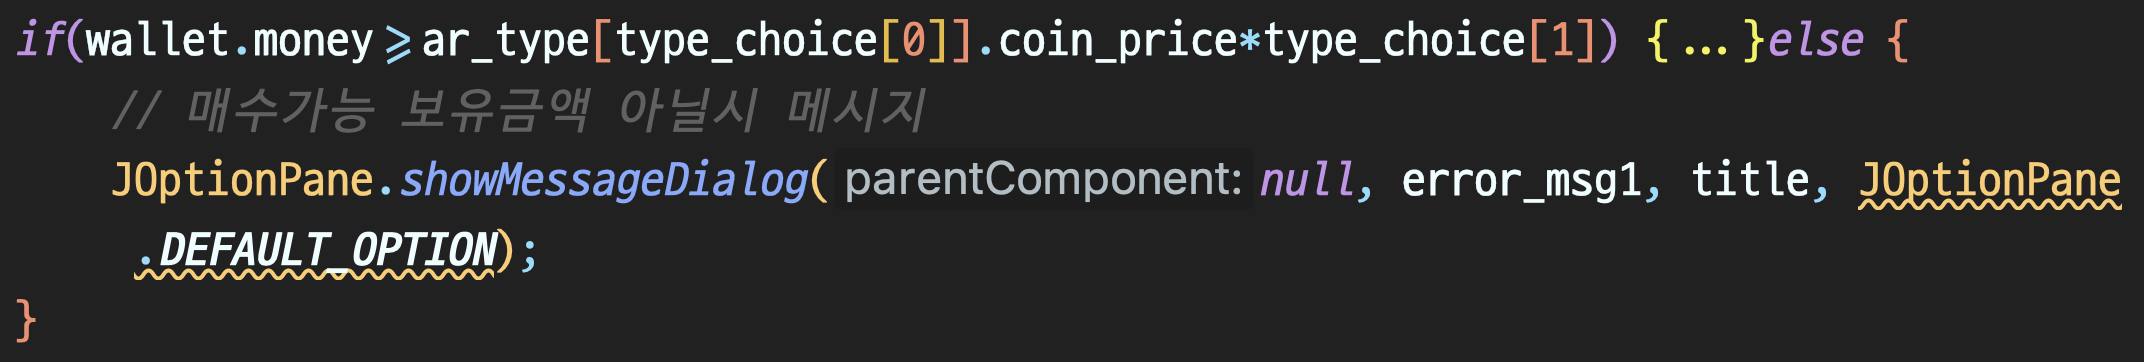 if(wallet.money>=ar_type[type_choice[0]].coin_price*type_choice[1]) {...}else {
// 매수가능 보유금액 아닐시 메시지
JOptionPane.showMessageDialog( parentComponent: null, error_msg1, title, JOptionPane
.DEFAULT_OPTION);
}